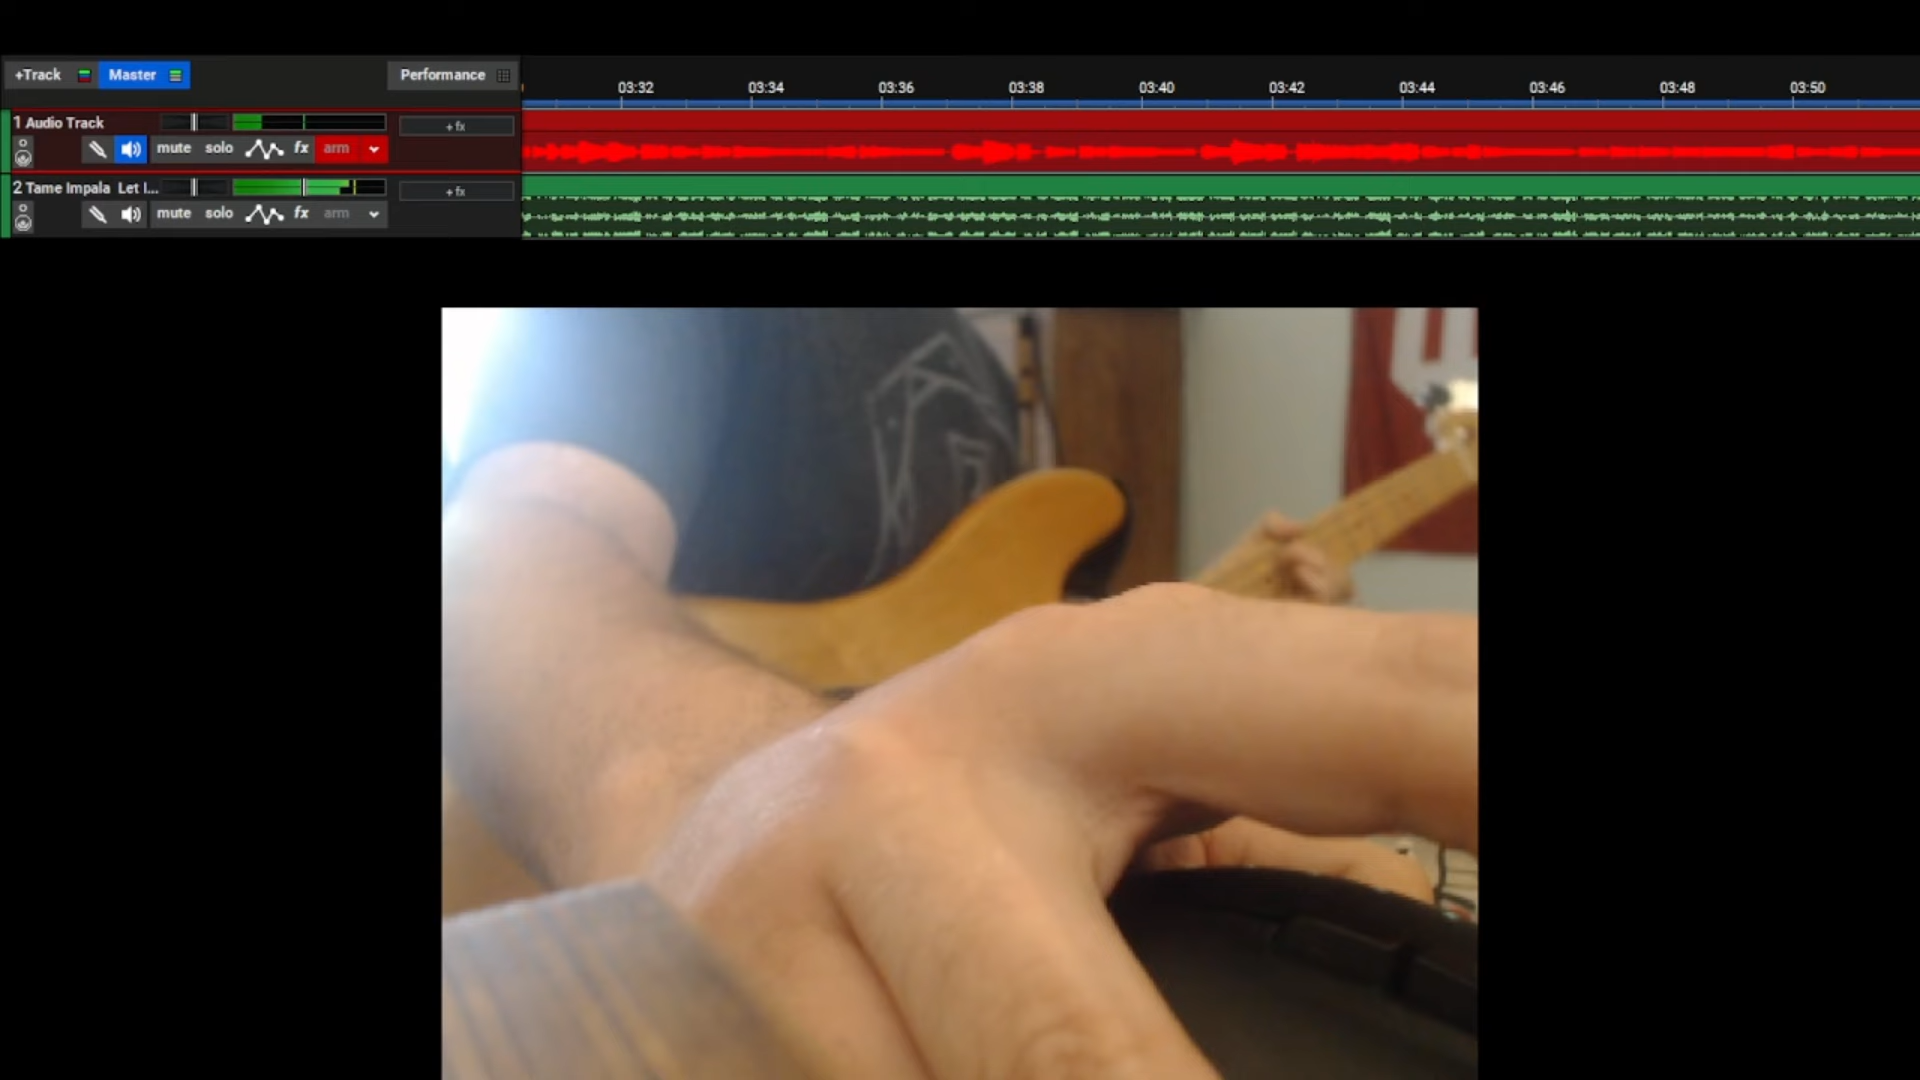 +Track Master Performance
03:32 03:34 03:36 03:38 03:40 03:42 03:44 03:46 03:48 03:50
1 Audio Track
+fx
mute solo fx arm
2 Tame Impala Let I...
+fx
mute solo fx arm